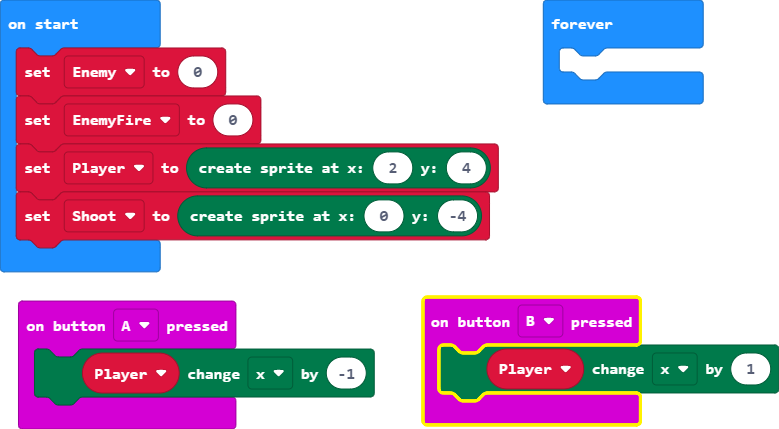 on start
set Enemy to 0
set EnemyFire to 0
set Player to create sprite at x: 2 y: 4
set Shoot to create sprite at x: 0 y: -4
forever
on button A pressed
Player change x by -1
on button B pressed
Player change x by 1